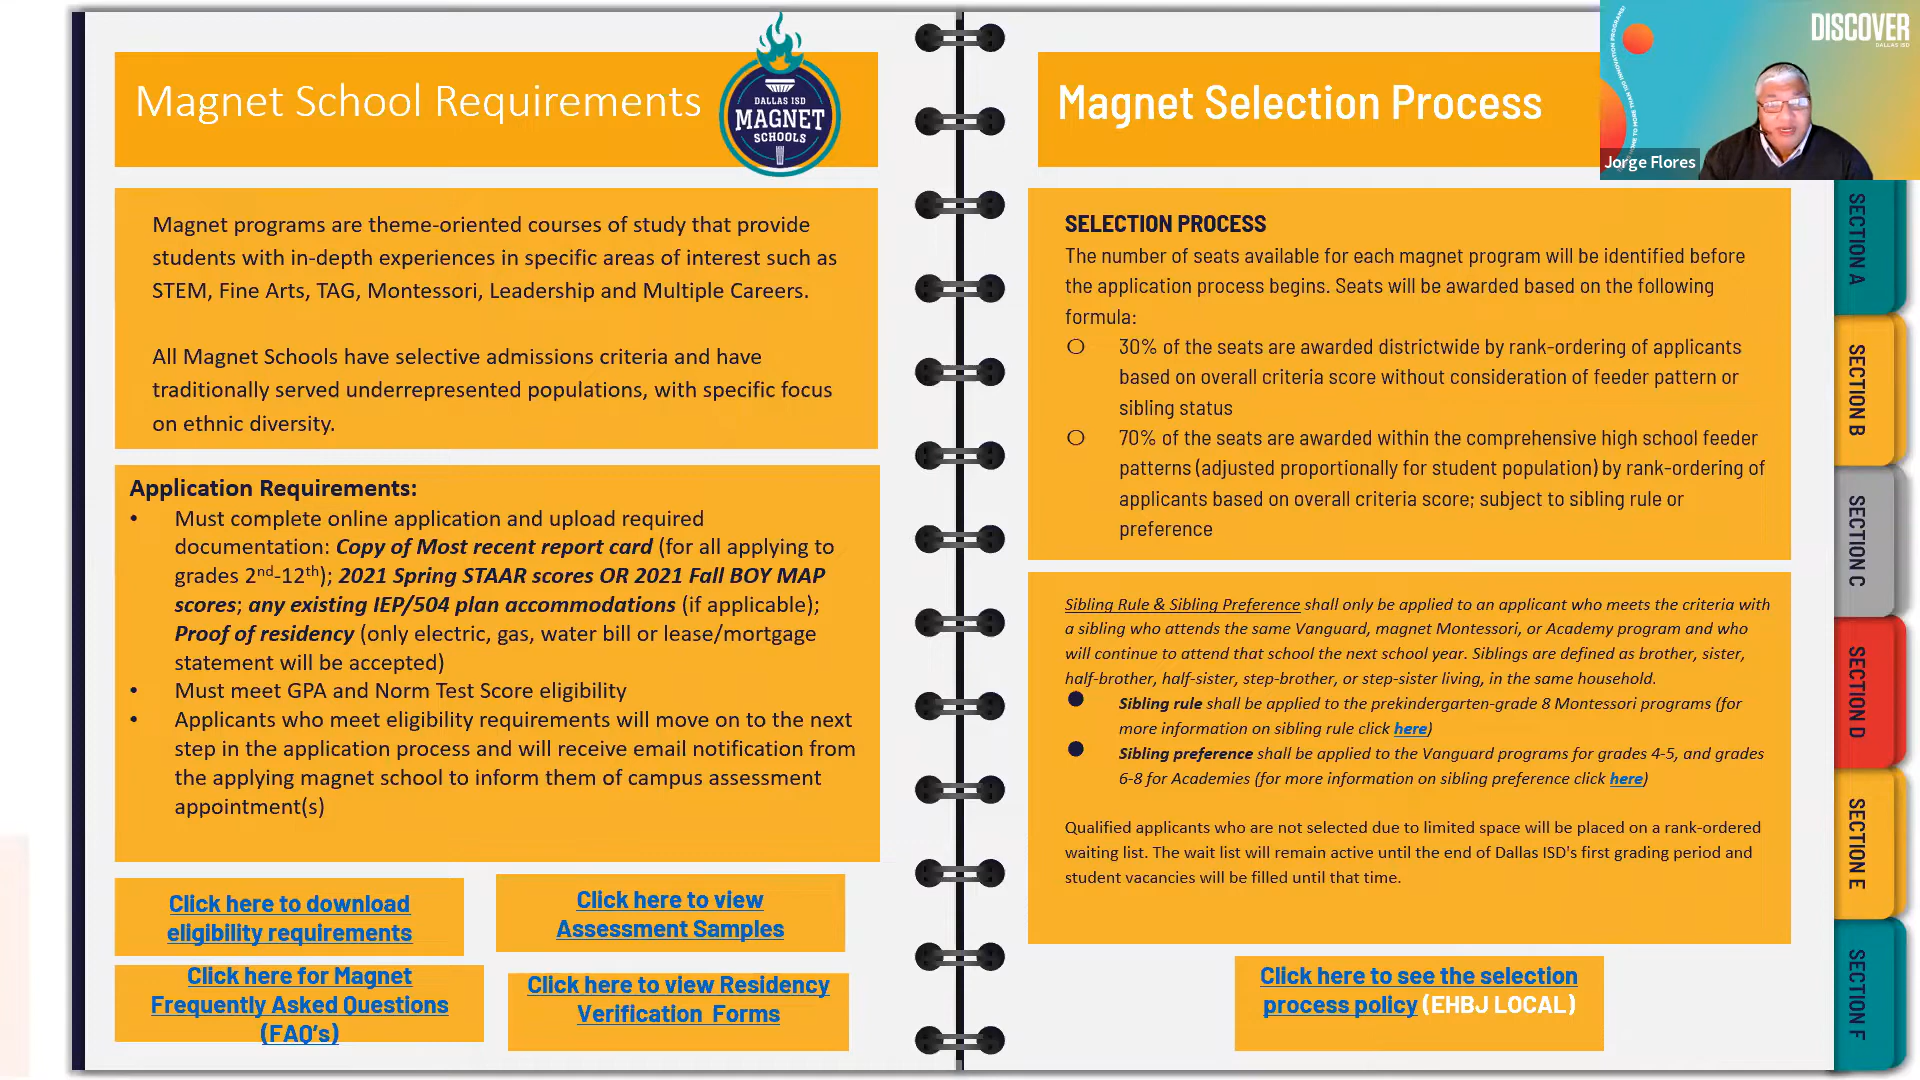 Magnet School Requirements
DALLAS ISD
MAGNET
SCHOOLS
Magnet programs are theme-oriented courses of study that provide
students with in-depth experiences in specific areas of interest such as
STEM, Fine Arts, TAG, Montessori, Leadership and Multiple Careers.
All Magnet Schools have selective admissions criteria and have
traditionally served underrepresented populations, with specific focus
on ethnic diversity.
Application Requirements:
• Must complete online application and upload required
documentation: Copy of Most recent report card (for all applying to
grades 2nd-12th); 2021 Spring STAAR scores OR 2021 Fall BOY MAP
scores; any existing IEP/504 plan accommodations (if applicable);
Proof of residency (only electric, gas, water bill or lease/mortgage
statement will be accepted)
• Must meet GPA and Norm Test Score eligibility
• Applicants who meet eligibility requirements will move on to the next
step in the application process and will receive email notification from
the applying magnet school to inform them of campus assessment
appointment(s)
Click here to download
eligibility requirements
Click here to view
Assessment Samples
Click here for Magnet
Frequently Asked Questions
(FAQ's)
Click here to view Residency
Verification Forms
Magnet Selection Process
SELECTION PROCESS
The number of seats available for each magnet program will be identified before
the application process begins. Seats will be awarded based on the following
formula:
O 30% of the seats are awarded districtwide by rank-ordering of applicants
based on overall criteria score without consideration of feeder pattern or
sibling status
O 70% of the seats are awarded within the comprehensive high school feeder
patterns (adjusted proportionally for student population) by rank-ordering of
applicants based on overall criteria score; subject to sibling rule or
preference
Sibling Rule & Sibling Preference shall only be applied to an applicant who meets the criteria with
a sibling who attends the same Vanguard, magnet Montessori, or Academy program and who
will continue to attend that school the next school year. Siblings are defined as brother, sister,
half-brother, half-sister, step-brother, or step-sister living, in the same household.
● Sibling rule shall be applied to the prekindergarten-grade 8 Montessori programs (for
more information on sibling rule click here)
● Sibling preference shall be applied to the Vanguard programs for grades 4-5, and grades
6-8 for Academies (for more information on sibling preference click here)
Qualified applicants who are not selected due to limited space will be placed on a rank-ordered
waiting list. The wait list will remain active until the end of Dallas ISD's first grading period and
student vacancies will be filled until that time.
Click here to see the selection
process policy (EHBJ LOCAL)
DISCOVER
DALLAS ISD
Jorge Flores
SECTION A
SECTION B
SECTION C
SECTION D
SECTION E
SECTION F